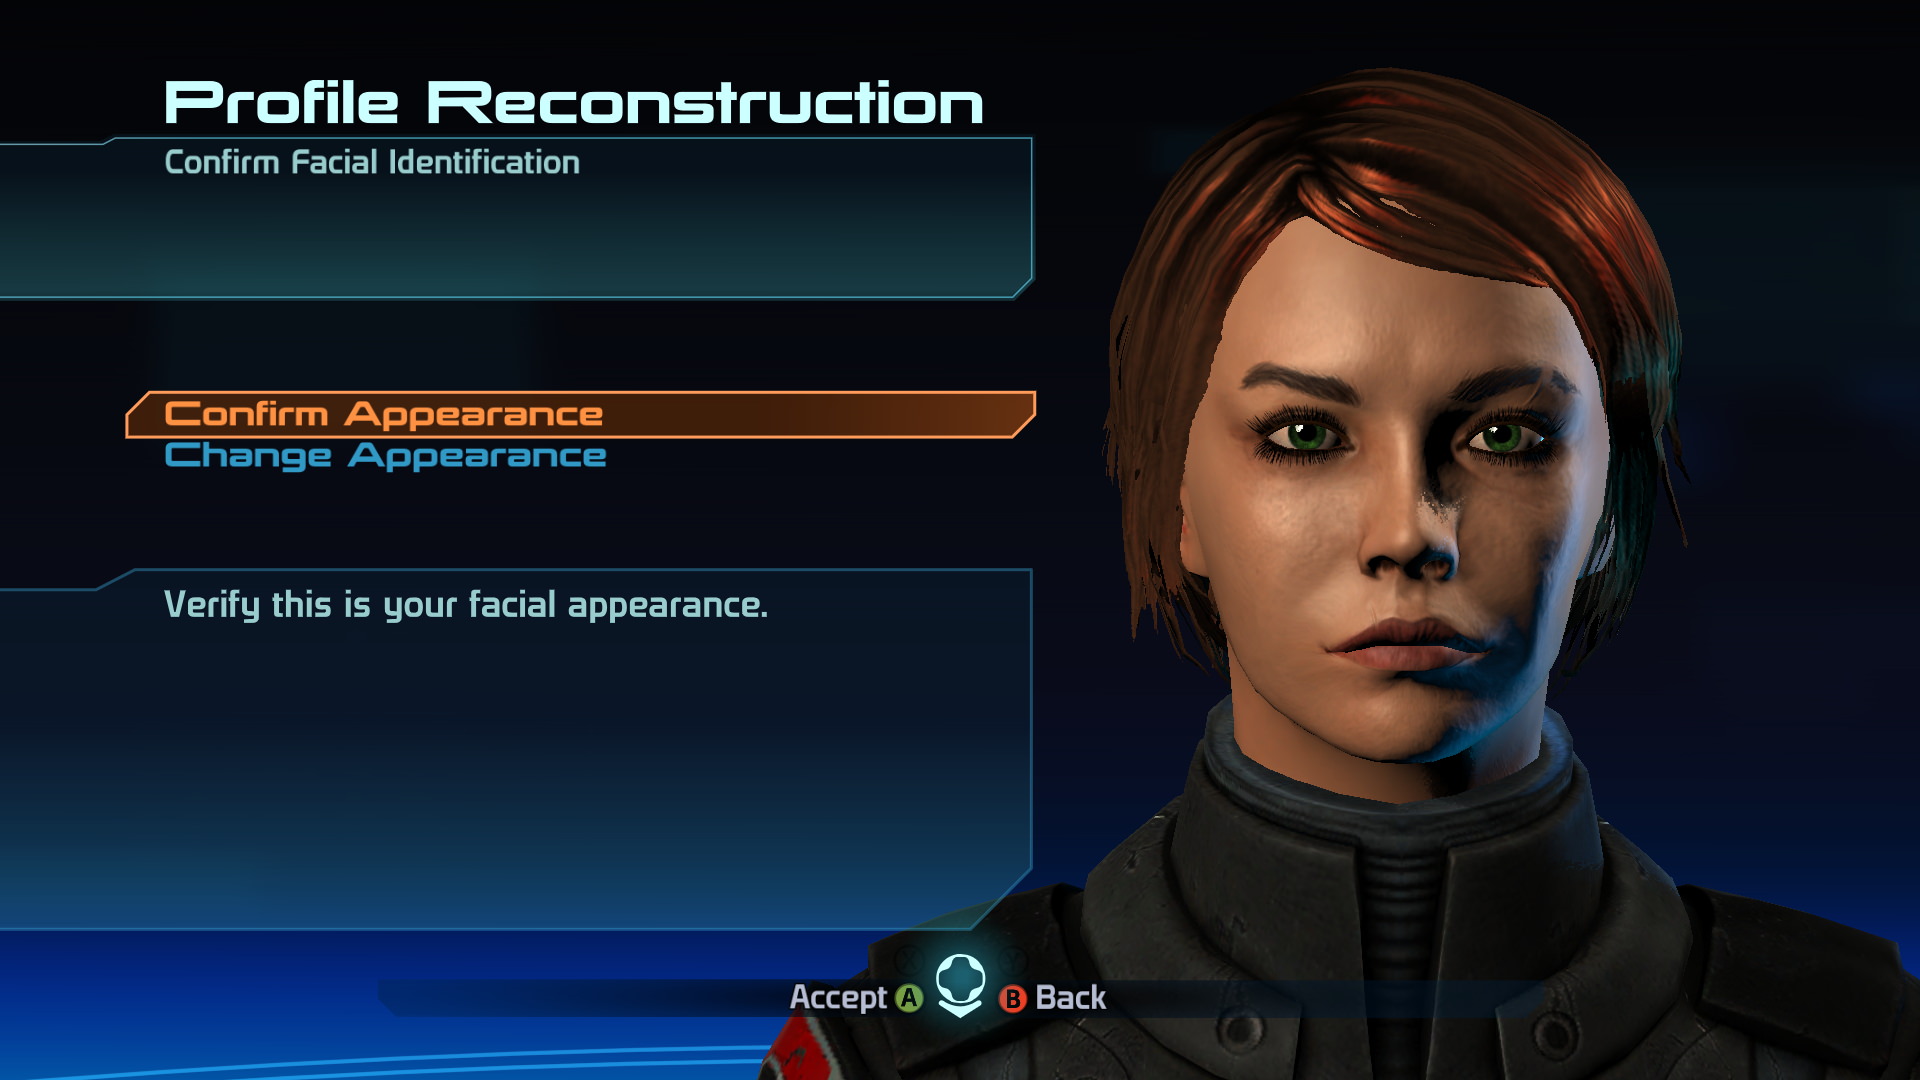 Profile Reconstruction
Confirm Facial Identification
Confirm Appearance
Change Appearance
Verify this is your facial appearance.
Accept A B Back